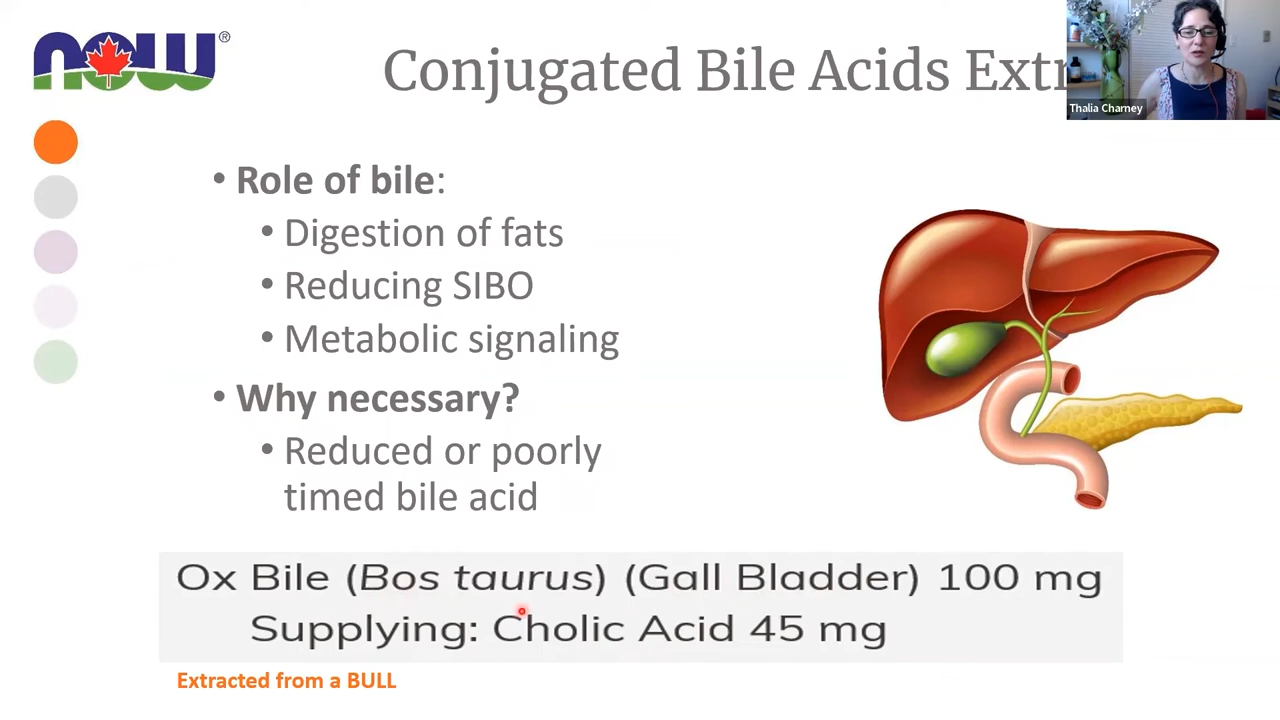 now®
Conjugated Bile Acids Extr
Thalia Charney
• Role of bile:
• Digestion of fats
• Reducing SIBO
• Metabolic signaling
• Why necessary?
• Reduced or poorly
timed bile acid
Ox Bile (Bos taurus) (Gall Bladder) 100 mg
Supplying: Cholic Acid 45 mg
Extracted from a BULL